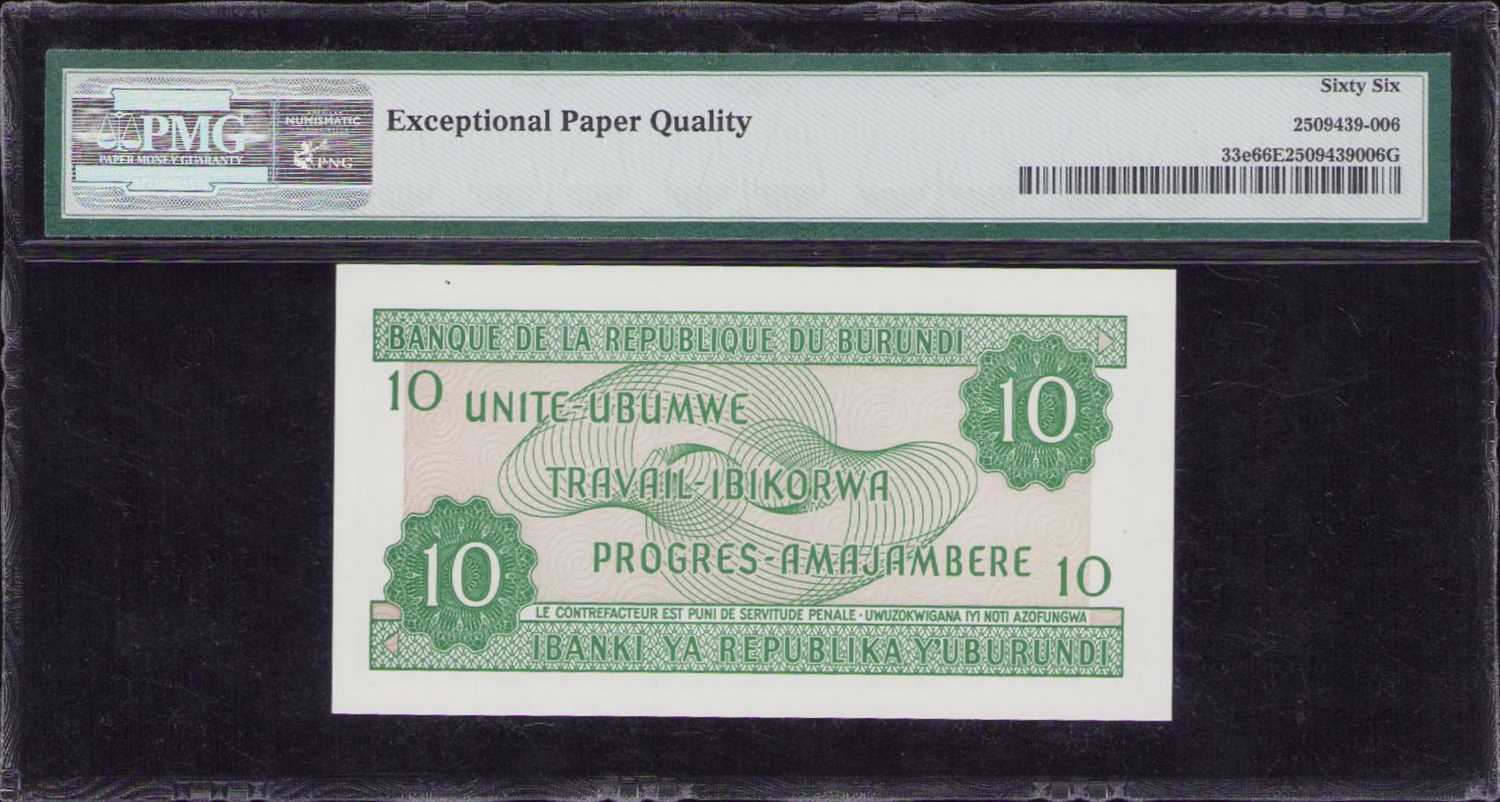 Sixty Six
PMG
PAPER MONEY GUARANTY
NUMISMATIC
PNG
Exceptional Paper Quality
2509439-006
33e66E2509439006G
BANQUE DE LA REPUBLIQUE DU BURUNDI
10
10
UNITE-UBUMWE
TRAVAIL-IBIKORWA
PROGRES-AMAJAMBERE
10
10
LE CONTREFACTEUR EST PUNI DE SERVITUDE PENALE · UWUZOKWIGANA IYI NOTI AZOFUNGWA
IBANKI YA REPUBLIKA Y'UBURUNDI